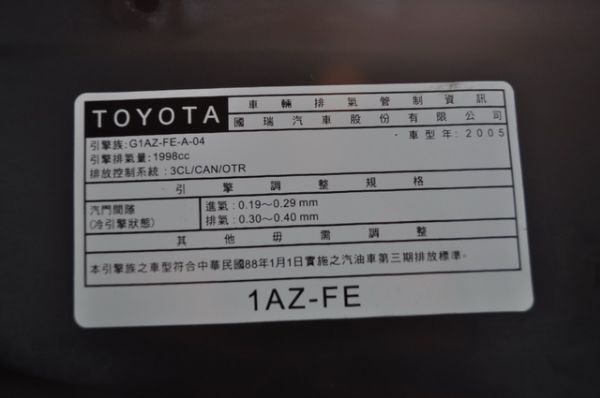 TOYOTA 車輛排氣管制資訊
國瑞汽車股份有限公司
引擎族:G1AZ-FE-A-04 車型年:2005
引擎排氣量:1998cc
排放控制系統:3CL/CAN/OTR
引擎調整規格
汽門間隙 進氣:0.19～0.29 mm
(冷引擎狀態) 排氣:0.30～0.40 mm
其他毋需調整
本引擎族之車型符合中華民國88年1月1日實施之汽油車第三期排放標準。
1AZ-FE